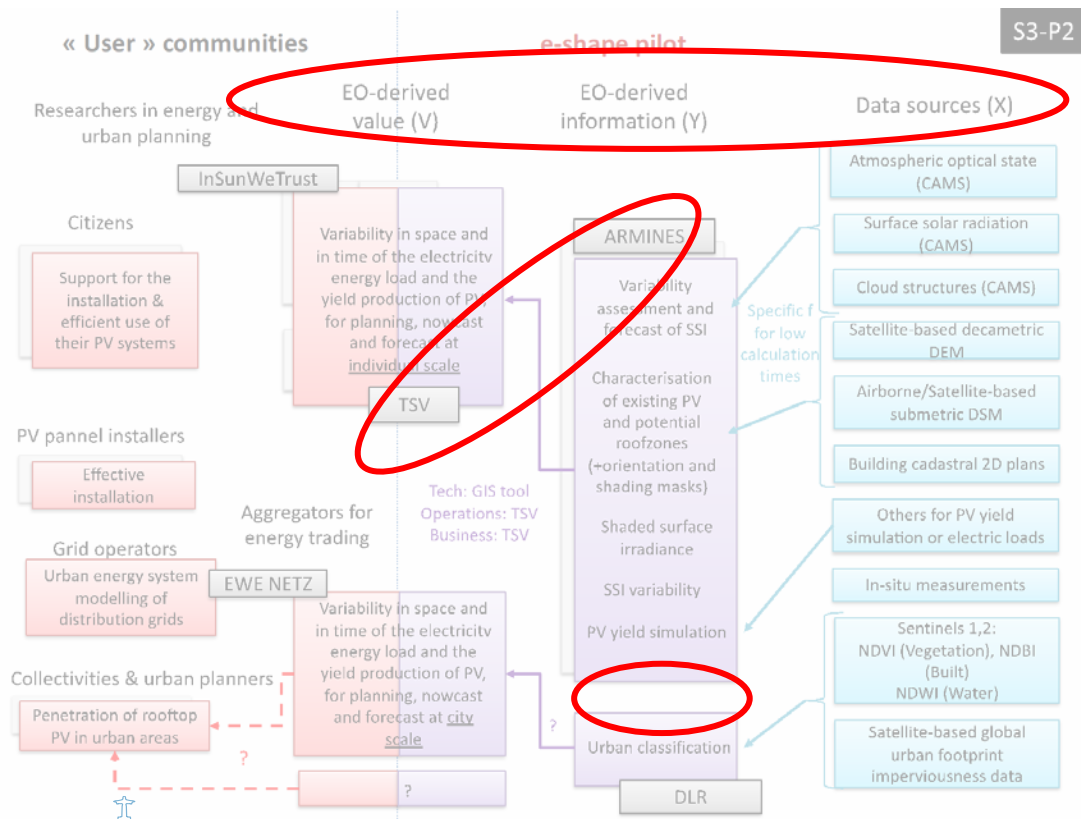 S3-P2
« User » communities
e-shape pilot
Researchers in energy and
urban planning
EO-derived
value (V)
EO-derived
information (Y)
Data sources (X)
InSunWeTrust
Citizens
Support for the
installation &
efficient use of
their PV systems
Variability in space and
in time of the electricity
energy load and the
yield production of PV,
for planning, nowcast
and forecast at
individual scale
TSV
ARMINES
Variability
assessment and
forecast of SSI
Characterisation
of existing PV
and potential
roofzones
(+orientation and
shading masks)
Shaded surface
irradiance
SSI variability
PV yield simulation
Specific f
for low
calculation
times
Atmospheric optical state
(CAMS)
Surface solar radiation
(CAMS)
Cloud structures (CAMS)
Satellite-based decametric
DEM
Airborne/Satellite-based
submetric DSM
Building cadastral 2D plans
Others for PV yield
simulation or electric loads
In-situ measurements
Sentinels 1,2:
NDVI (Vegetation), NDBI
(Built)
NDWI (Water)
Satellite-based global
urban footprint
imperviousness data
PV pannel installers
Effective
installation
Tech: GIS tool
Operations: TSV
Business: TSV
Aggregators for
energy trading
Grid operators
Urban energy system
modelling of
distribution grids
EWE NETZ
Variability in space and
in time of the electricity
energy load and the
yield production of PV,
for planning, nowcast
and forecast at city
scale
Collectivities & urban planners
Penetration of rooftop
PV in urban areas
?
?
?
Urban classification
DLR